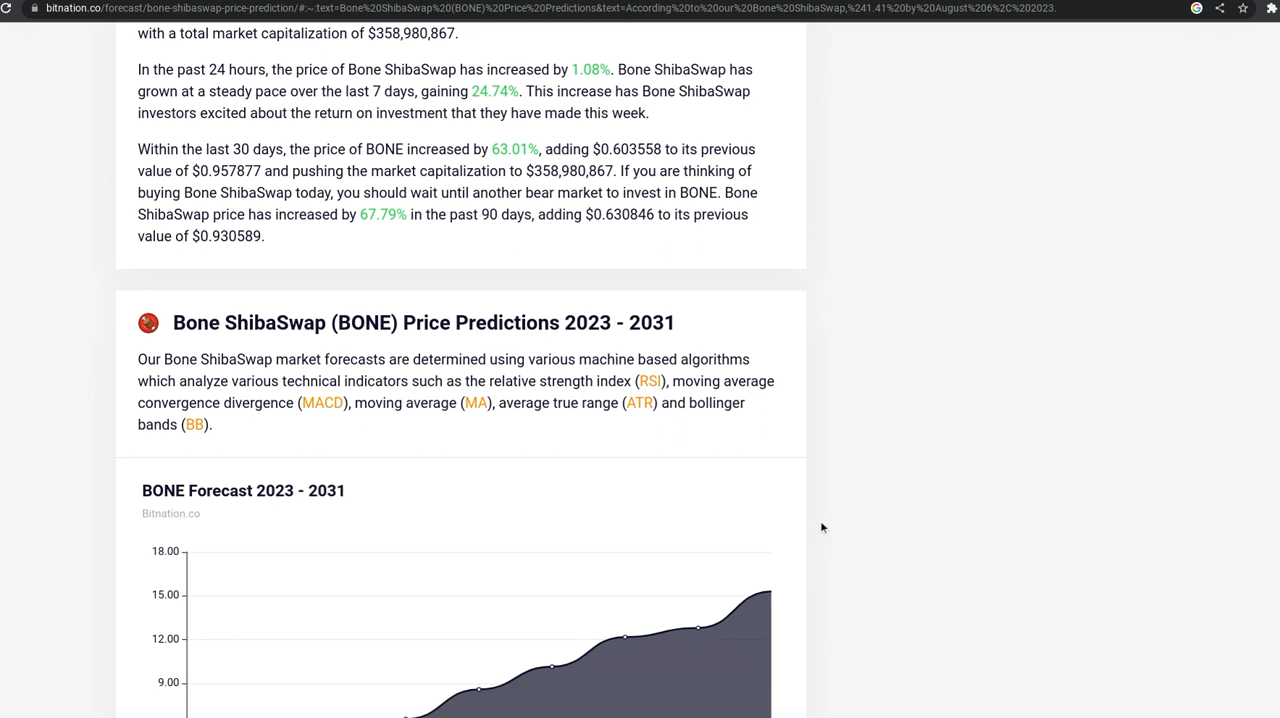 bitnation.co/forecast/bone-shibaswap-price-prediction/#:~:text=Bone%20ShibaSwap%20(BONE)%20Price%20Predictions&text=According%20to%20our%20Bone%20ShibaSwap,%241.41%20by%20August%206%2C%202023.
with a total market capitalization of $358,980,867.
In the past 24 hours, the price of Bone ShibaSwap has increased by 1.08%. Bone ShibaSwap has
grown at a steady pace over the last 7 days, gaining 24.74%. This increase has Bone ShibaSwap
investors excited about the return on investment that they have made this week.
Within the last 30 days, the price of BONE increased by 63.01%, adding $0.603558 to its previous
value of $0.957877 and pushing the market capitalization to $358,980,867. If you are thinking of
buying Bone ShibaSwap today, you should wait until another bear market to invest in BONE. Bone
ShibaSwap price has increased by 67.79% in the past 90 days, adding $0.630846 to its previous
value of $0.930589.
Bone ShibaSwap (BONE) Price Predictions 2023 - 2031
Our Bone ShibaSwap market forecasts are determined using various machine based algorithms
which analyze various technical indicators such as the relative strength index (RSI), moving average
convergence divergence (MACD), moving average (MA), average true range (ATR) and bollinger
bands (BB).
BONE Forecast 2023 - 2031
Bitnation.co
18.00
15.00
12.00
9.00